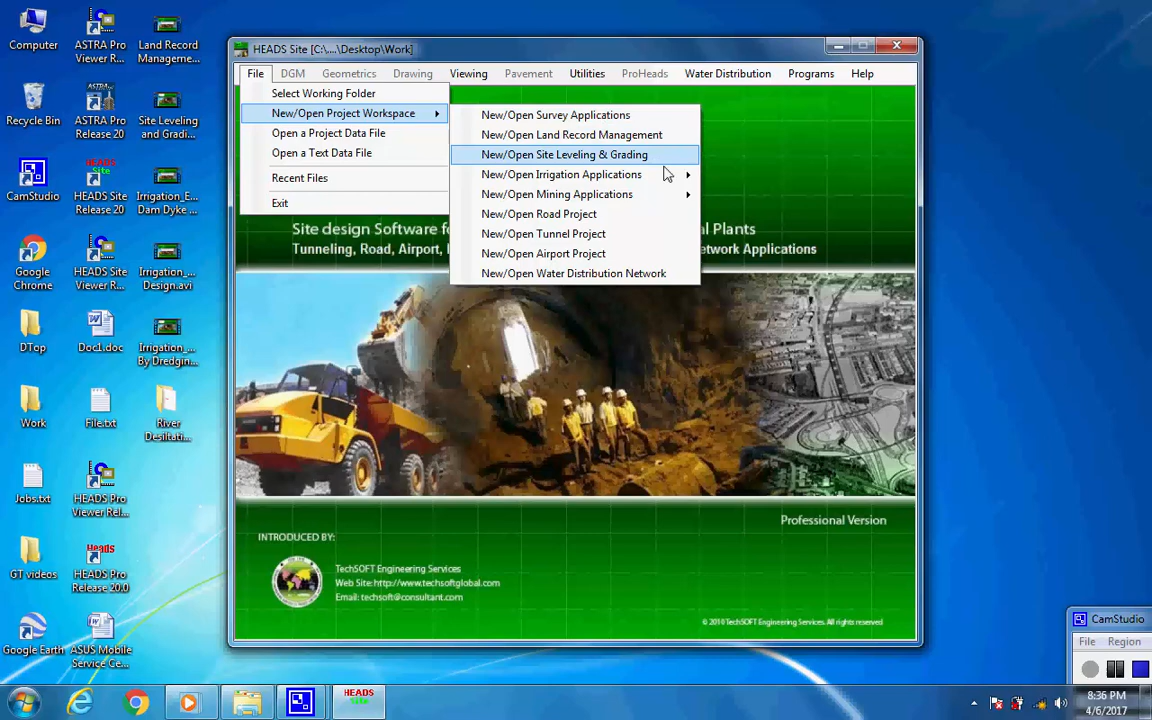 Computer
ASTRA Pro
Viewer R...
Land Record
Manageme...
Recycle Bin
ASTRA Pro
Release 20
Site Leveling
and Gradi...
CamStudio
HEADS Site
Release 20
Irrigation_E...
Dam Dyke ...
Google
Chrome
HEADS Site
Viewer R...
Irrigation_...
Design.avi
DTop
Doc1.doc
Irrigation_...
By Dredgin...
Work
File.txt
River
Desiltati...
Jobs.txt
HEADS Pro
Viewer Rel...
GT videos
Heads
HEADS Pro
Release 20.0
Google Earth
ASUS Mobile
Service Ce...
HEADS Site [C:\....\Desktop\Work]
File DGM Geometrics Drawing Viewing Pavement Utilities ProHeads Water Distribution Programs Help
Select Working Folder
New/Open Project Workspace
Open a Project Data File
Open a Text Data File
Recent Files
Exit
New/Open Survey Applications
New/Open Land Record Management
New/Open Site Leveling & Grading
New/Open Irrigation Applications
New/Open Mining Applications
New/Open Road Project
New/Open Tunnel Project
New/Open Airport Project
New/Open Water Distribution Network
Site design Software f
al Plants
Tunneling, Road, Airport,
etwork Applications
Professional Version
INTRODUCED BY:
TechSOFT Engineering Services
Web Site:http://www.techsoftglobal.com
Email: techsoft@consultant.com
© 2010 TechSOFT Engineering Services. All rights reserved
CamStudio
File Region
HEADS
Site
8:36 PM
4/6/2017